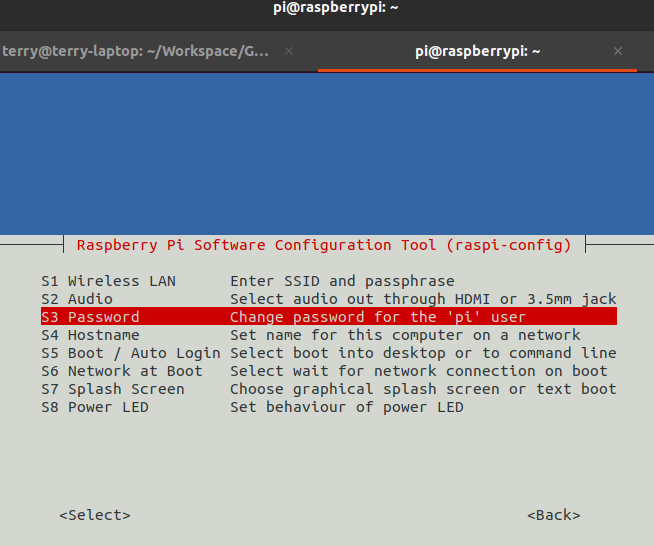 pi@raspberrypi: ~
terry@terry-laptop: ~/Workspace/G... × pi@raspberrypi: ~ ×
Raspberry Pi Software Configuration Tool (raspi-config)
S1 Wireless LAN Enter SSID and passphrase
S2 Audio Select audio out through HDMI or 3.5mm jack
S3 Password Change password for the 'pi' user
S4 Hostname Set name for this computer on a network
S5 Boot / Auto Login Select boot into desktop or to command line
S6 Network at Boot Select wait for network connection on boot
S7 Splash Screen Choose graphical splash screen or text boot
S8 Power LED Set behaviour of power LED
<Select> <Back>